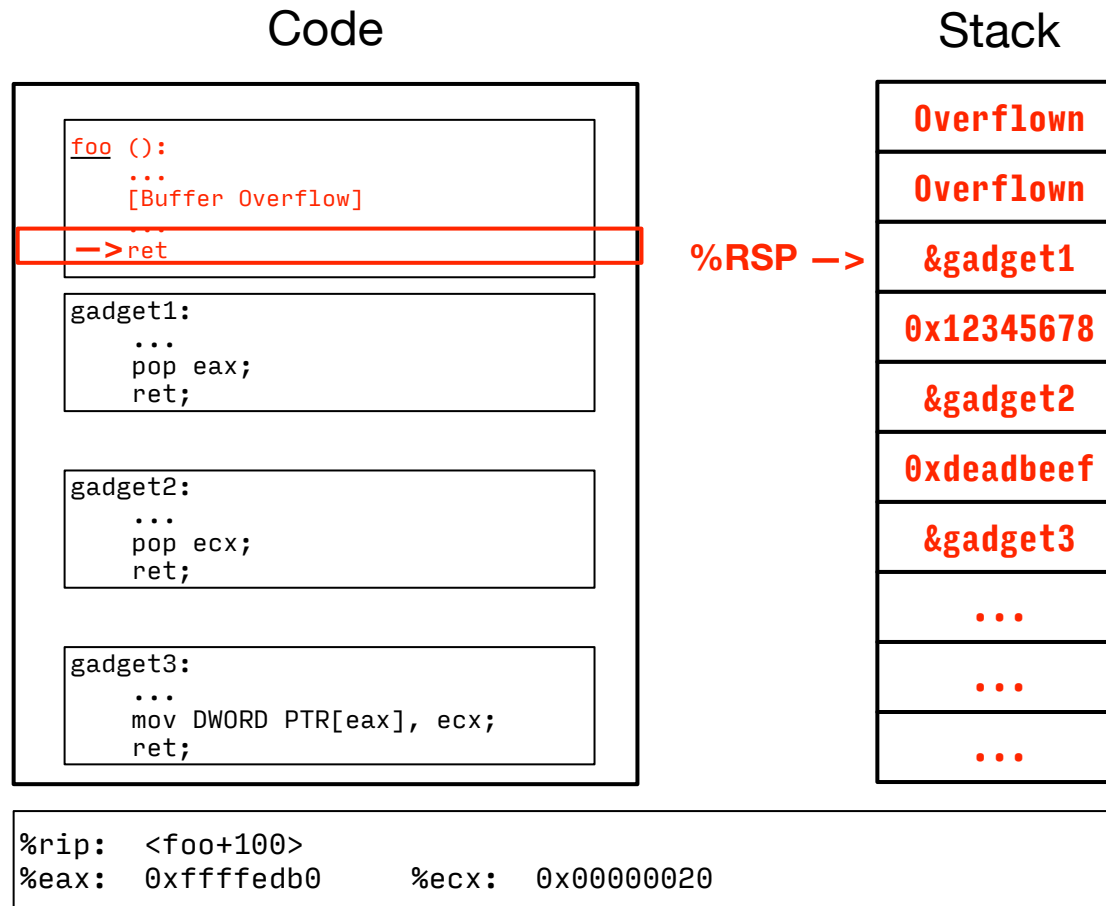 Code
foo ():
...
[Buffer Overflow]
...
—>ret
gadget1:
...
pop eax;
ret;
gadget2:
...
pop ecx;
ret;
gadget3:
...
mov DWORD PTR[eax], ecx;
ret;
%RSP —>
Stack
Overflown
Overflown
&gadget1
0x12345678
&gadget2
0xdeadbeef
&gadget3
...
...
...
%rip: <foo+100>
%eax: 0xffffedb0 %ecx: 0x00000020